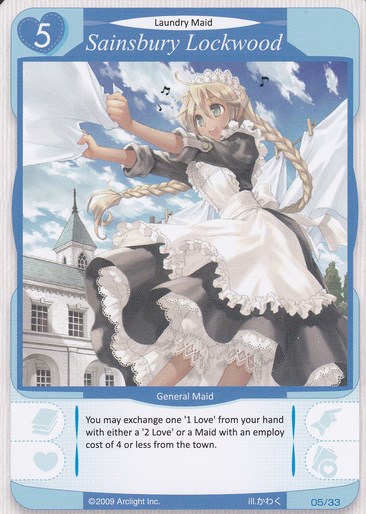 5
Laundry Maid
Sainsbury Lockwood
General Maid
You may exchange one '1 Love' from your hand
with either a '2 Love' or a Maid with an employ
cost of 4 or less from the town.
©2009 Arclight Inc.
ill.かわく
05/33